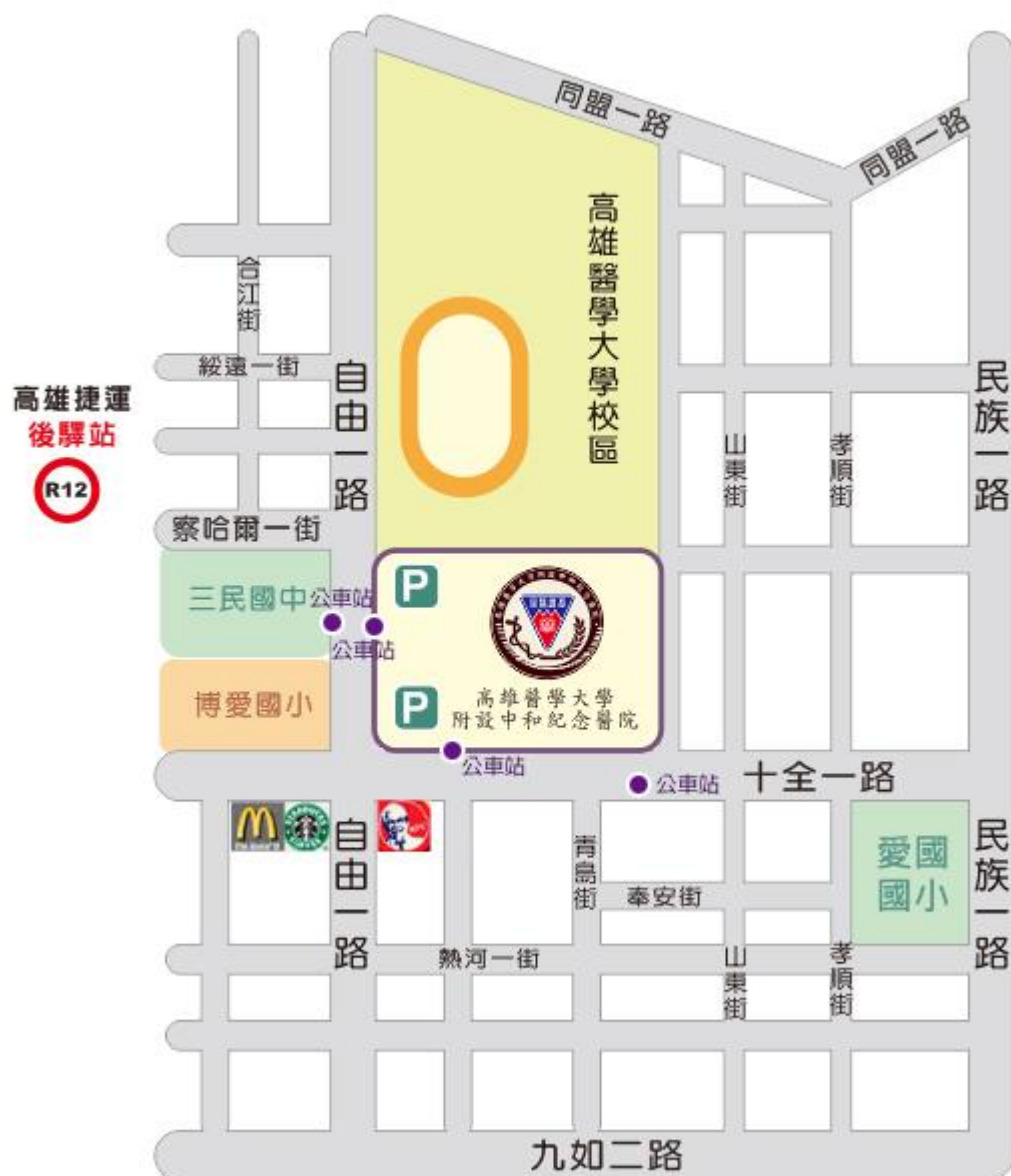 同盟一路
同盟一路
高雄醫學大學校區
合江街
綏遠一街
自由一路
民族一路
高雄捷運
後驛站
R12
山東街
孝順街
察哈爾一街
P
三民國中
公車站
公車站
博愛國小
P
高雄醫學大學
附設中和紀念醫院
公車站
公車站
十全一路
自由一路
KFC
青島街
奉安街
愛國
國小
民族一路
熱河一街
山東街
孝順街
九如二路